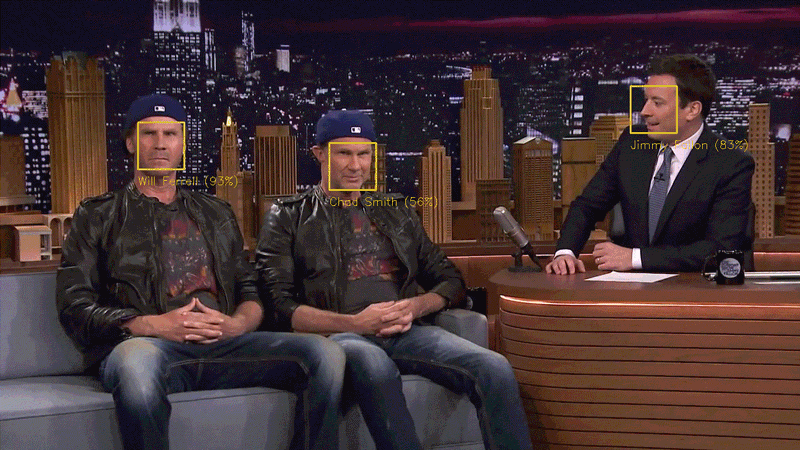 Will Ferrell (93%)
Chad Smith (56%)
Jimmy Fallon (83%)